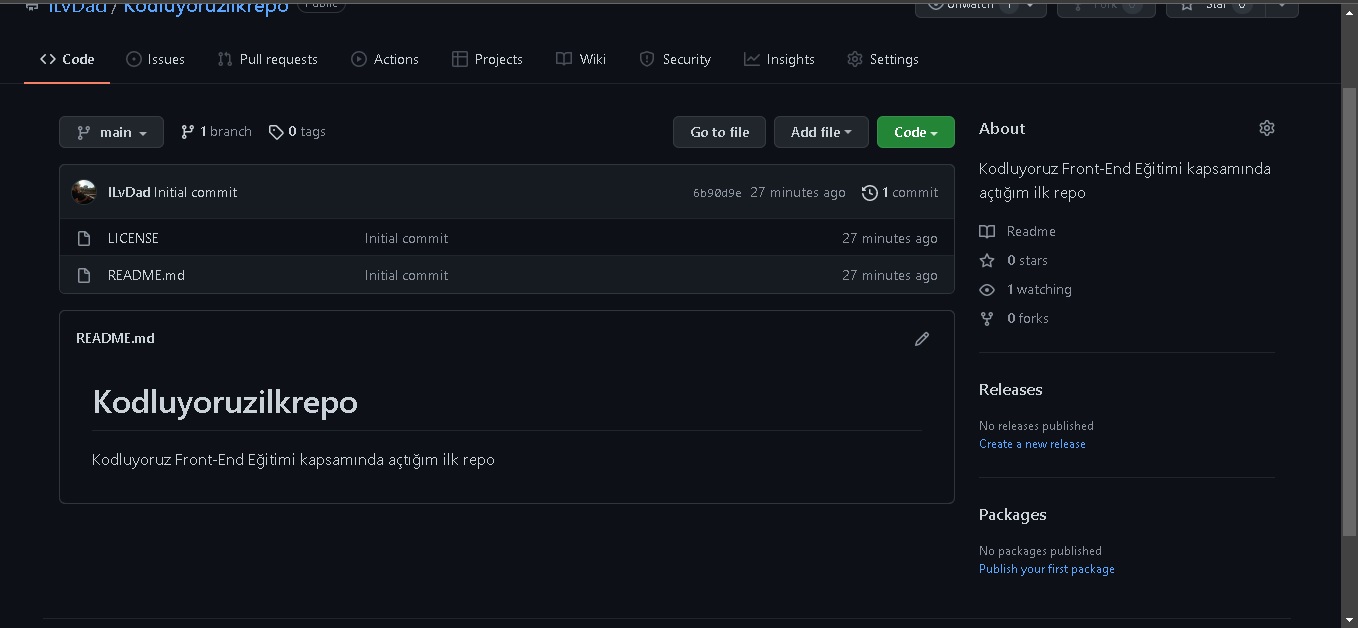 ILvDad / Kodluyoruzilkrepo Public
Unwatch 1 Fork 0 Star 0
Code Issues Pull requests Actions Projects Wiki Security Insights Settings
main 1 branch 0 tags Go to file Add file Code
ILvDad Initial commit 6b90d9e 27 minutes ago 1 commit
LICENSE Initial commit 27 minutes ago
README.md Initial commit 27 minutes ago
README.md
Kodluyoruzilkrepo
Kodluyoruz Front-End Eğitimi kapsamında açtığım ilk repo
About
Kodluyoruz Front-End Eğitimi kapsamında
açtığım ilk repo
Readme
0 stars
1 watching
0 forks
Releases
No releases published
Create a new release
Packages
No packages published
Publish your first package